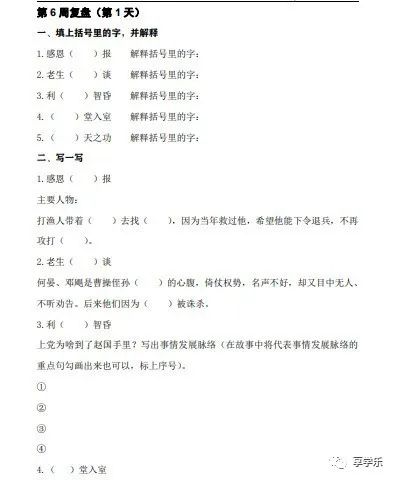 第 6 周复盘（第 1 天）
一、填上括号里的字，并解释
1.感恩（ ）报 解释括号里的字：
2.老生（ ）谈 解释括号里的字：
3.利（ ）智昏 解释括号里的字：
4.（ ）堂入室 解释括号里的字：
5.（ ）天之功 解释括号里的字：
二、写一写
1.感恩（ ）报
主要人物：
打渔人带着（ ）去找（ ），因为当年救过他，希望他能下令退兵，不再
攻打（ ）。
2.老生（ ）谈
何晏、邓飏是曹操侄孙（ ）的心腹，倚仗权势，名声不好，却又目中无人、
不听劝告。后来他们因为（ ）被诛杀。
3.利（ ）智昏
上党为啥到了赵国手里？写出事情发展脉络（在故事中将代表事情发展脉络的
重点句勾画出来也可以，标上序号）。
①
②
③
④
4.（ ）堂入室
享学乐